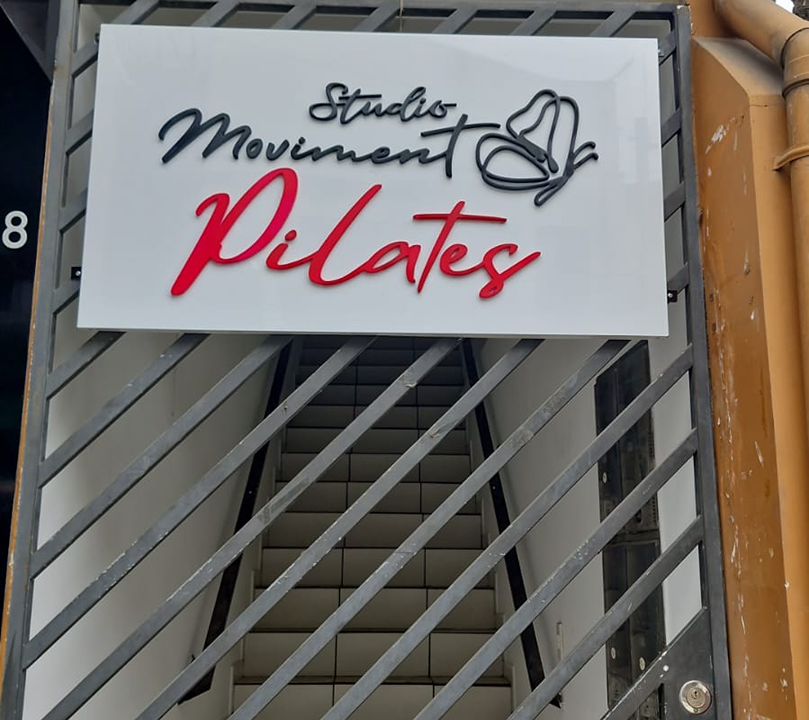 Studio
Moviment
Pilates
8